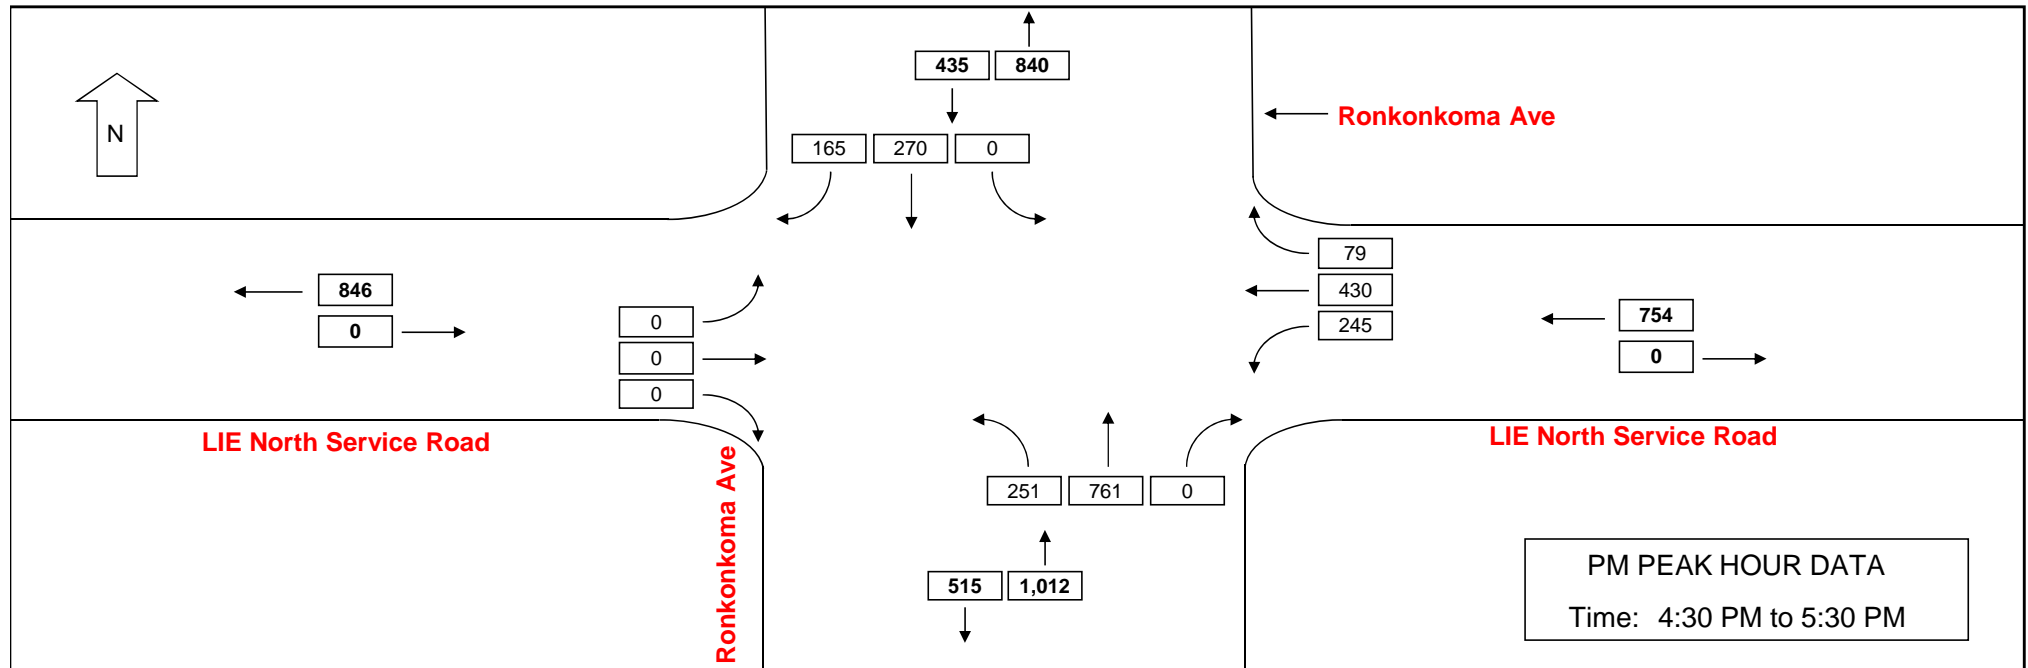 435 840
N
Ronkonkoma Ave
165 270 0
79
846
430
0
0
245
754
0
0
0
LIE North Service Road
LIE North Service Road
Ronkonkoma Ave
251 761 0
515 1,012
PM PEAK HOUR DATA
Time: 4:30 PM to 5:30 PM